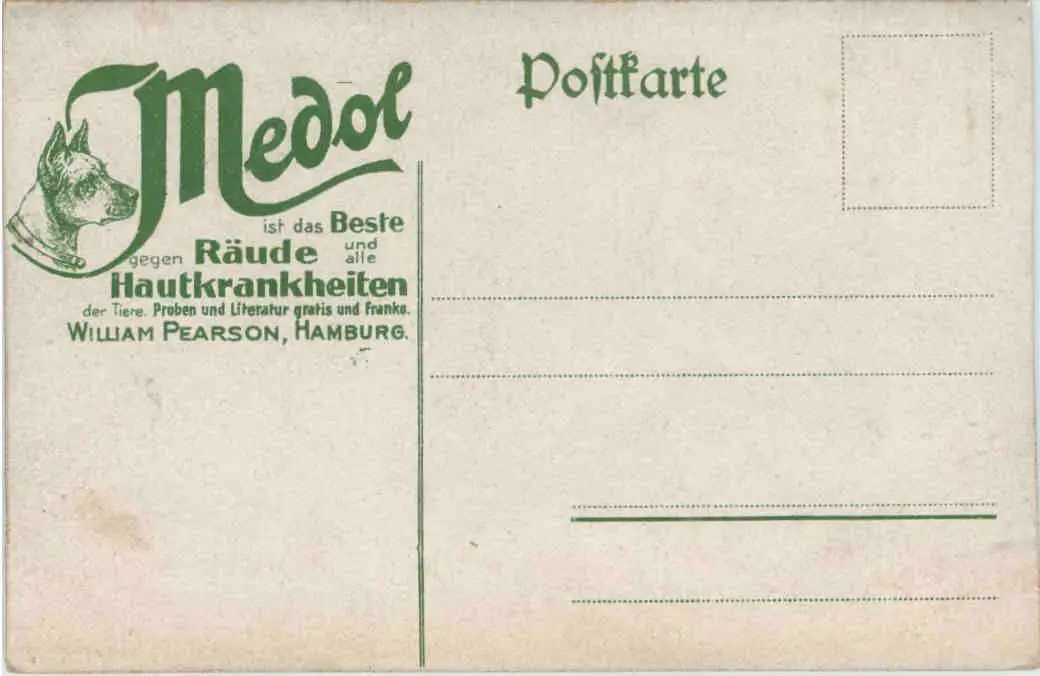 Medol
ist das Beste
gegen Räude und alle
Hautkrankheiten
der Tiere. Proben und Literatur gratis und Franko.
WILLIAM PEARSON, HAMBURG.
Poſtkarte